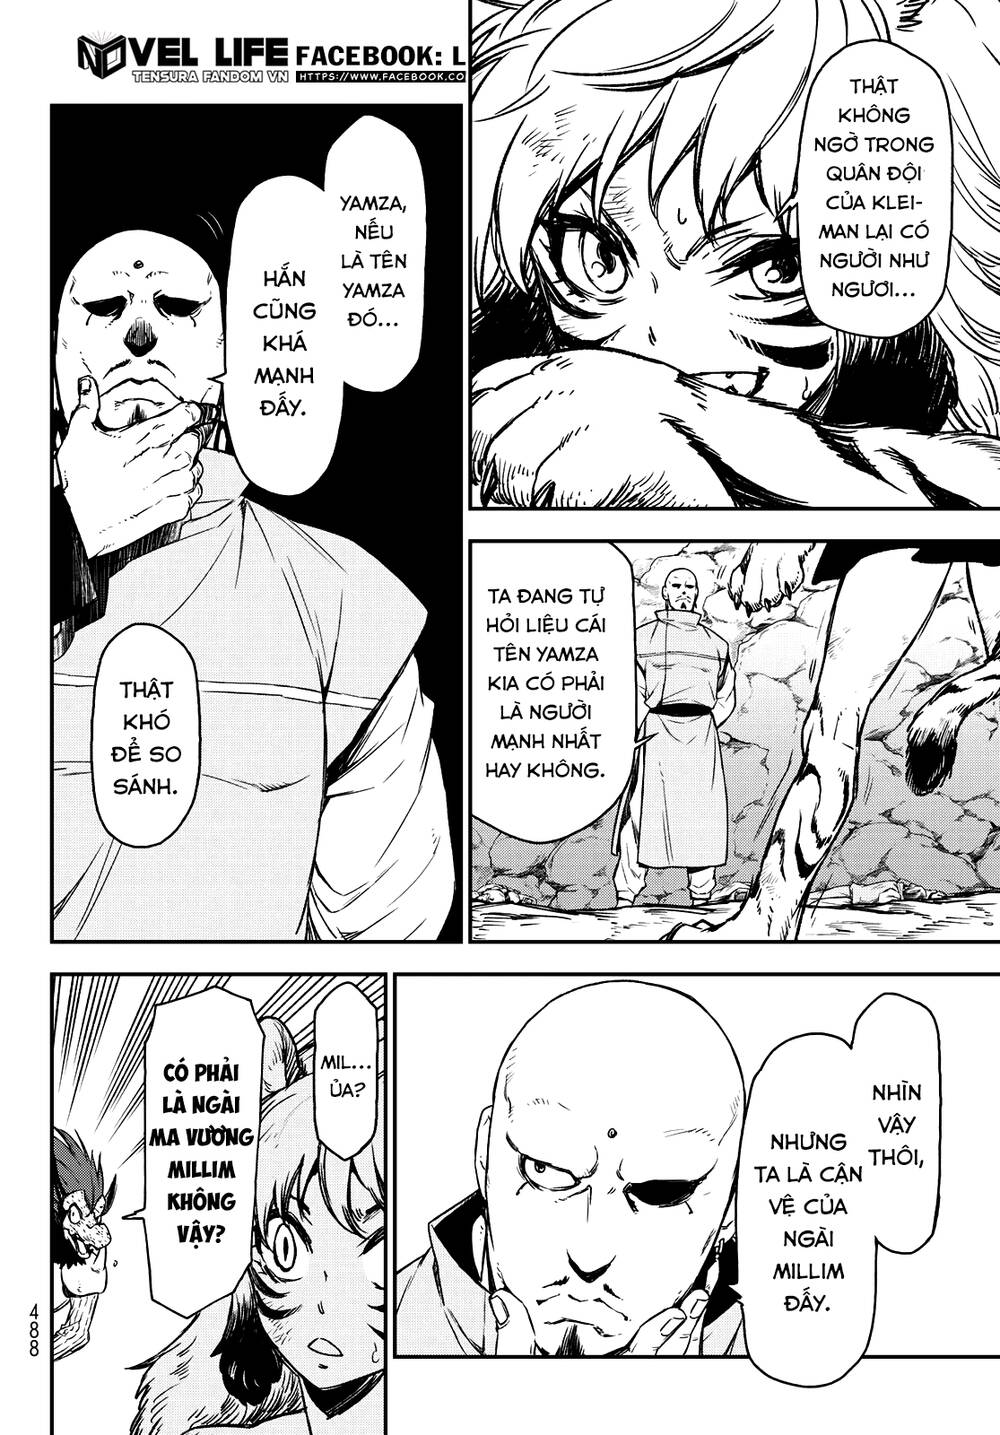 NOVEL LIFE FACEBOOK: L
TENSURA FANDOM VN HTTPS://WWW.FACEBOOK.CO
THẬT
KHÔNG
NGỜ TRONG
QUÂN ĐỘI
CỦA KLEI-
MAN LẠI CÓ
NGƯỜI NHƯ
NGƯƠI...
TA ĐANG TỰ
HỎI LIỆU CÁI
TÊN YAMZA
KIA CÓ PHẢI
LÀ NGƯỜI
MẠNH NHẤT
HAY KHÔNG.
YAMZA,
NẾU
LÀ TÊN
YAMZA
ĐÓ...
HẮN
CŨNG
KHÁ
MẠNH
ĐẤY.
THẬT
KHÓ
ĐỂ SO
SÁNH.
NHÌN
VẬY
THÔI,
NHƯNG
TA LÀ CẬN
VỆ CỦA
NGÀI
MILLIM
ĐẤY.
MIL...
ỦA?
CÓ PHẢI
LÀ NGÀI
MA VƯƠNG
MILLIM
KHÔNG
VẬY?
488